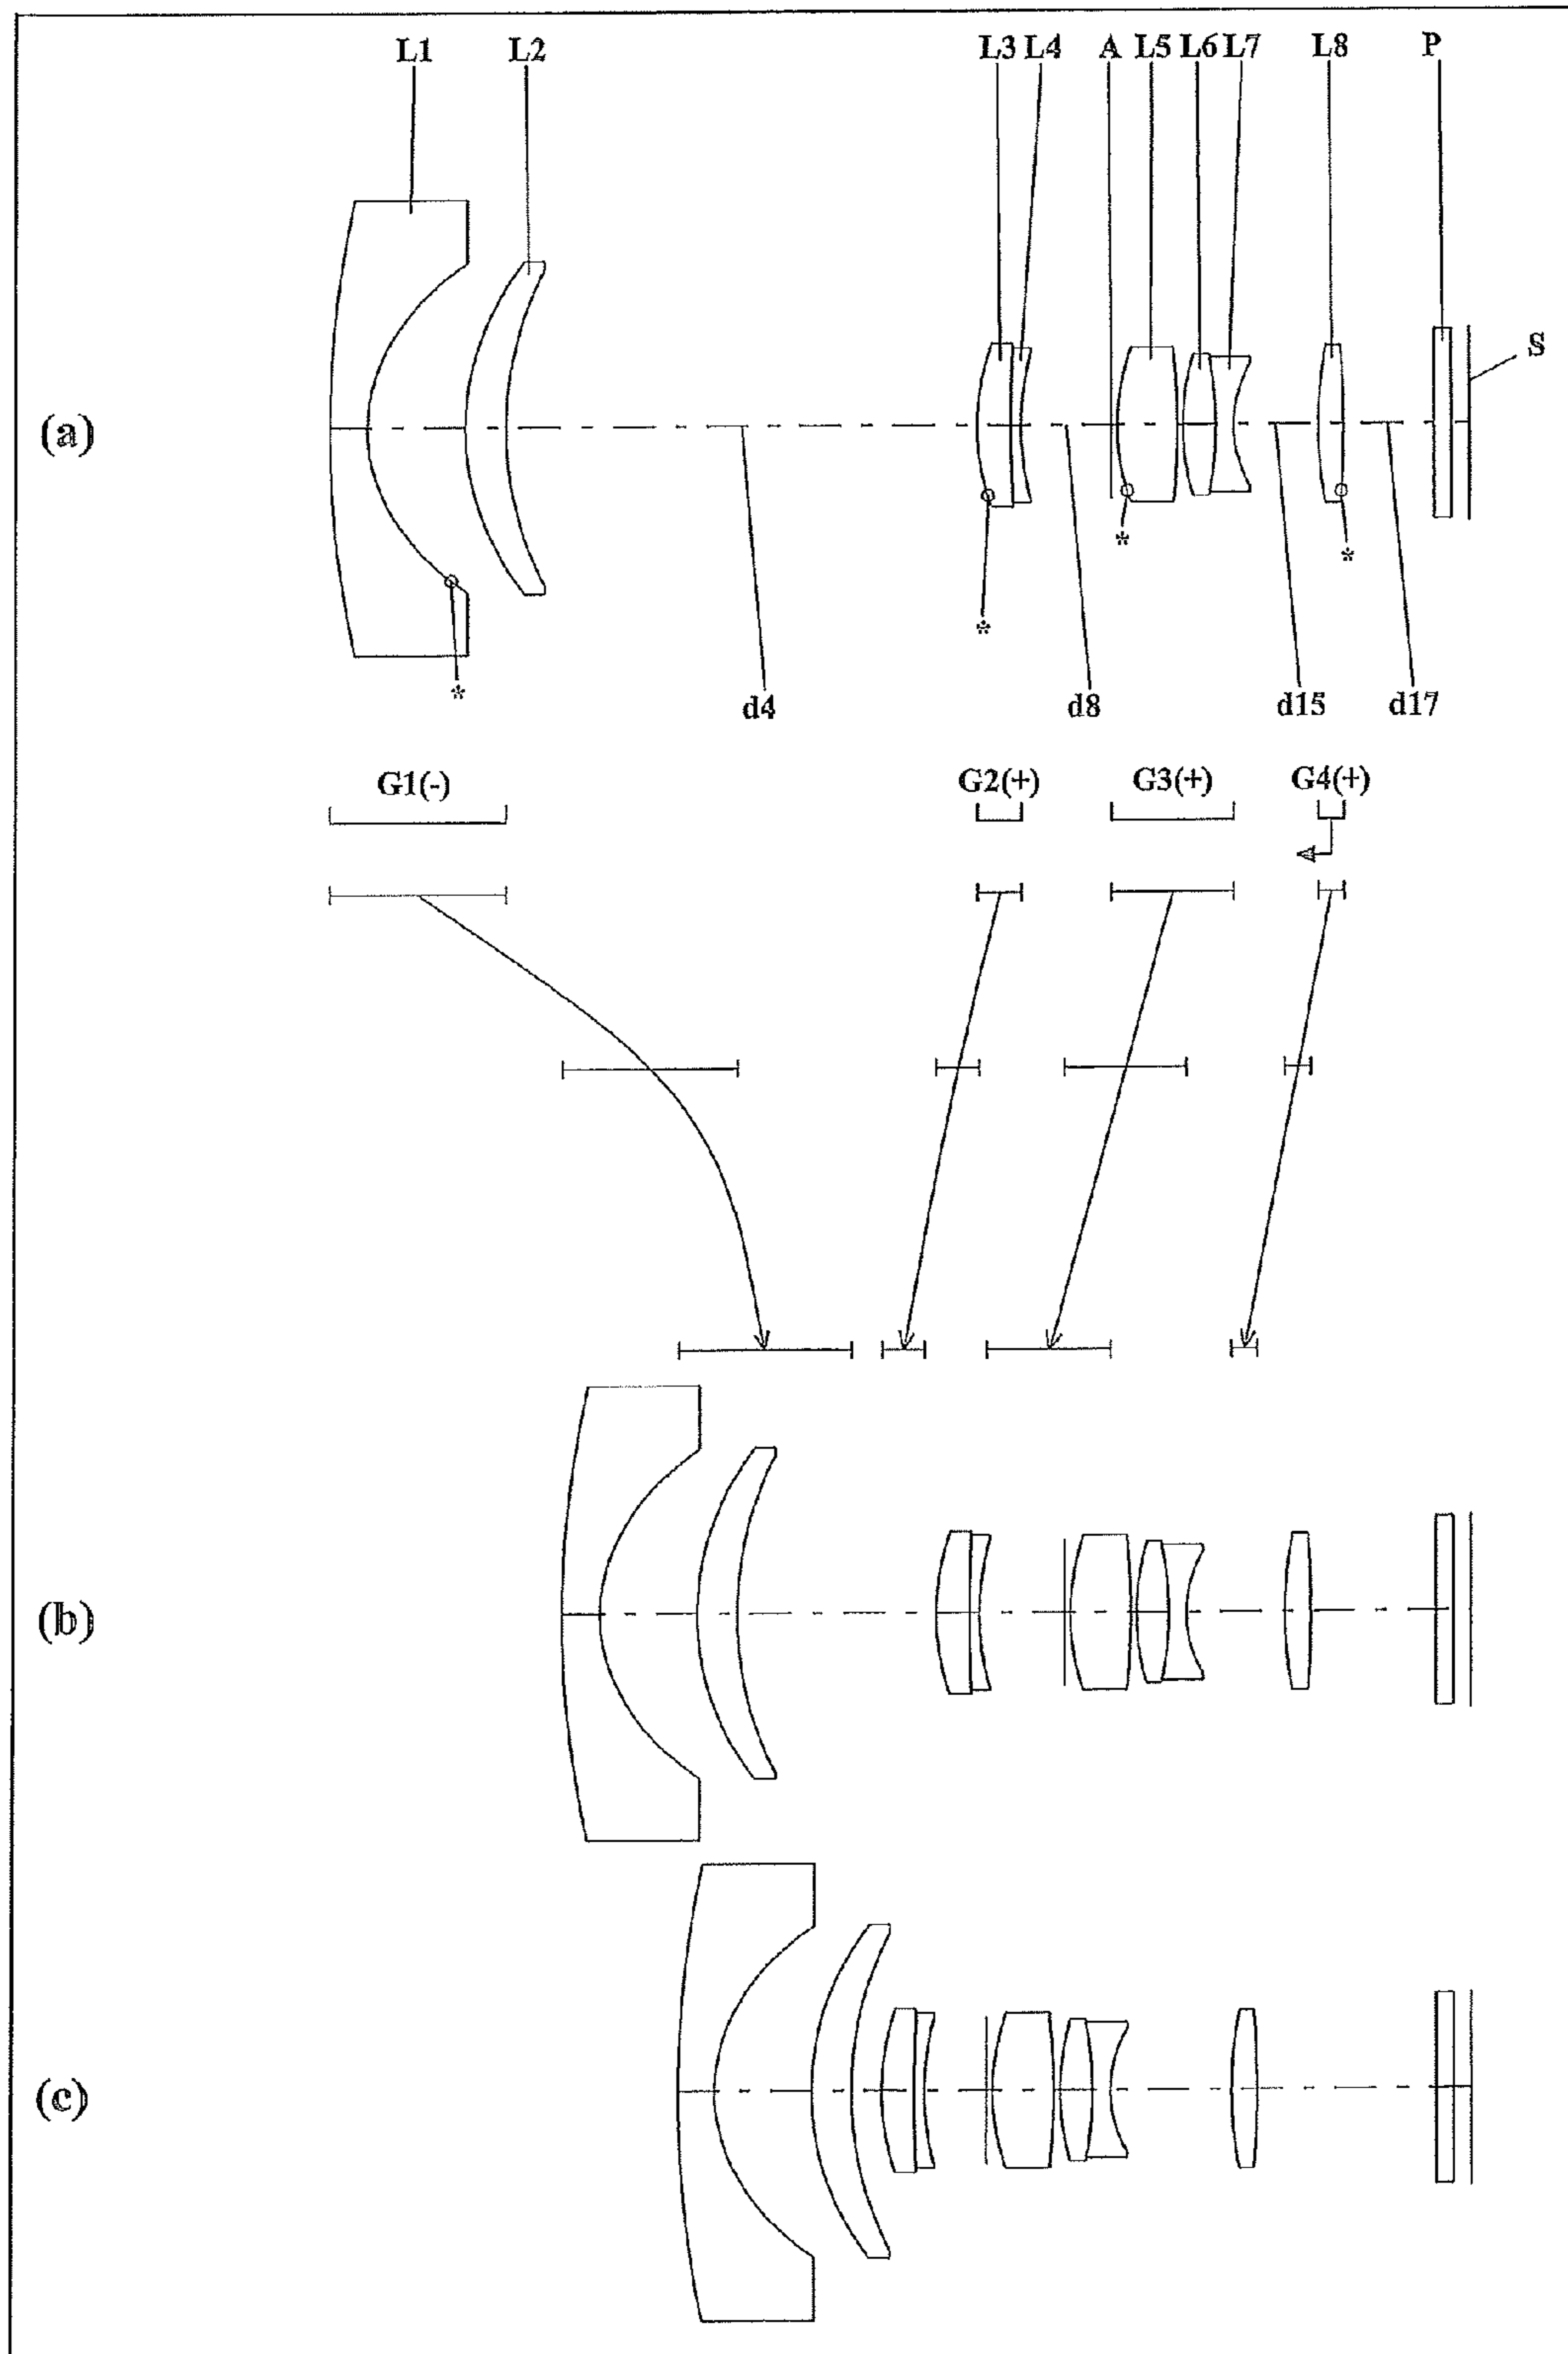 L1 L2 L3 L4 A L5 L6 L7 L8 P
S
(a)
*
*
*
*
d4 d8 d15 d17
G1(-) G2(+) G3(+) G4(+)
(b)
(c)